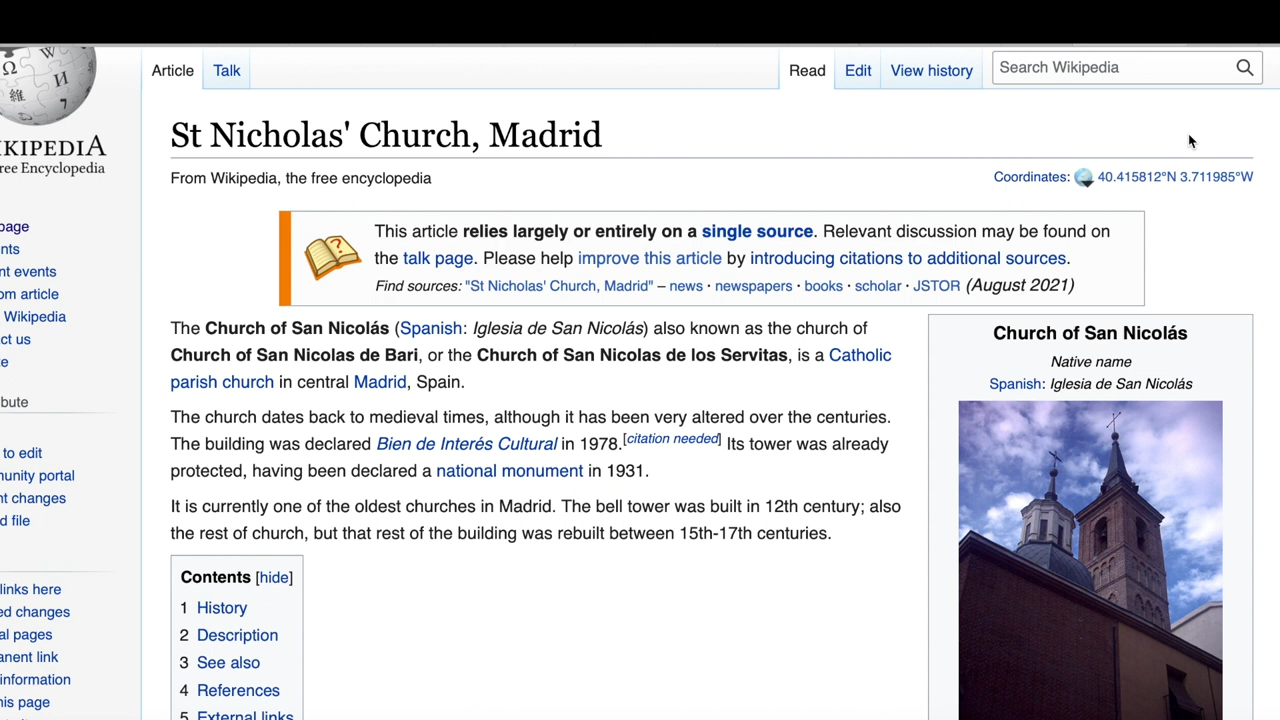 Article
Talk
Read
Edit
View history
Search Wikipedia
IKIPEDIA
ree Encyclopedia
St Nicholas' Church, Madrid
From Wikipedia, the free encyclopedia
Coordinates: 40.415812°N 3.711985°W
This article relies largely or entirely on a single source. Relevant discussion may be found on
the talk page. Please help improve this article by introducing citations to additional sources.
Find sources: "St Nicholas' Church, Madrid" – news · newspapers · books · scholar · JSTOR (August 2021)
The Church of San Nicolás (Spanish: Iglesia de San Nicolás) also known as the church of
Church of San Nicolas de Bari, or the Church of San Nicolas de los Servitas, is a Catholic
parish church in central Madrid, Spain.
The church dates back to medieval times, although it has been very altered over the centuries.
The building was declared Bien de Interés Cultural in 1978.[citation needed] Its tower was already
protected, having been declared a national monument in 1931.
It is currently one of the oldest churches in Madrid. The bell tower was built in 12th century; also
the rest of church, but that rest of the building was rebuilt between 15th-17th centuries.
Contents [hide]
1 History
2 Description
3 See also
4 References
5 External links
Church of San Nicolás
Native name
Spanish: Iglesia de San Nicolás
page
nts
nt events
om article
Wikipedia
ct us
te
bute
to edit
munity portal
nt changes
d file
links here
ed changes
al pages
anent link
information
his page